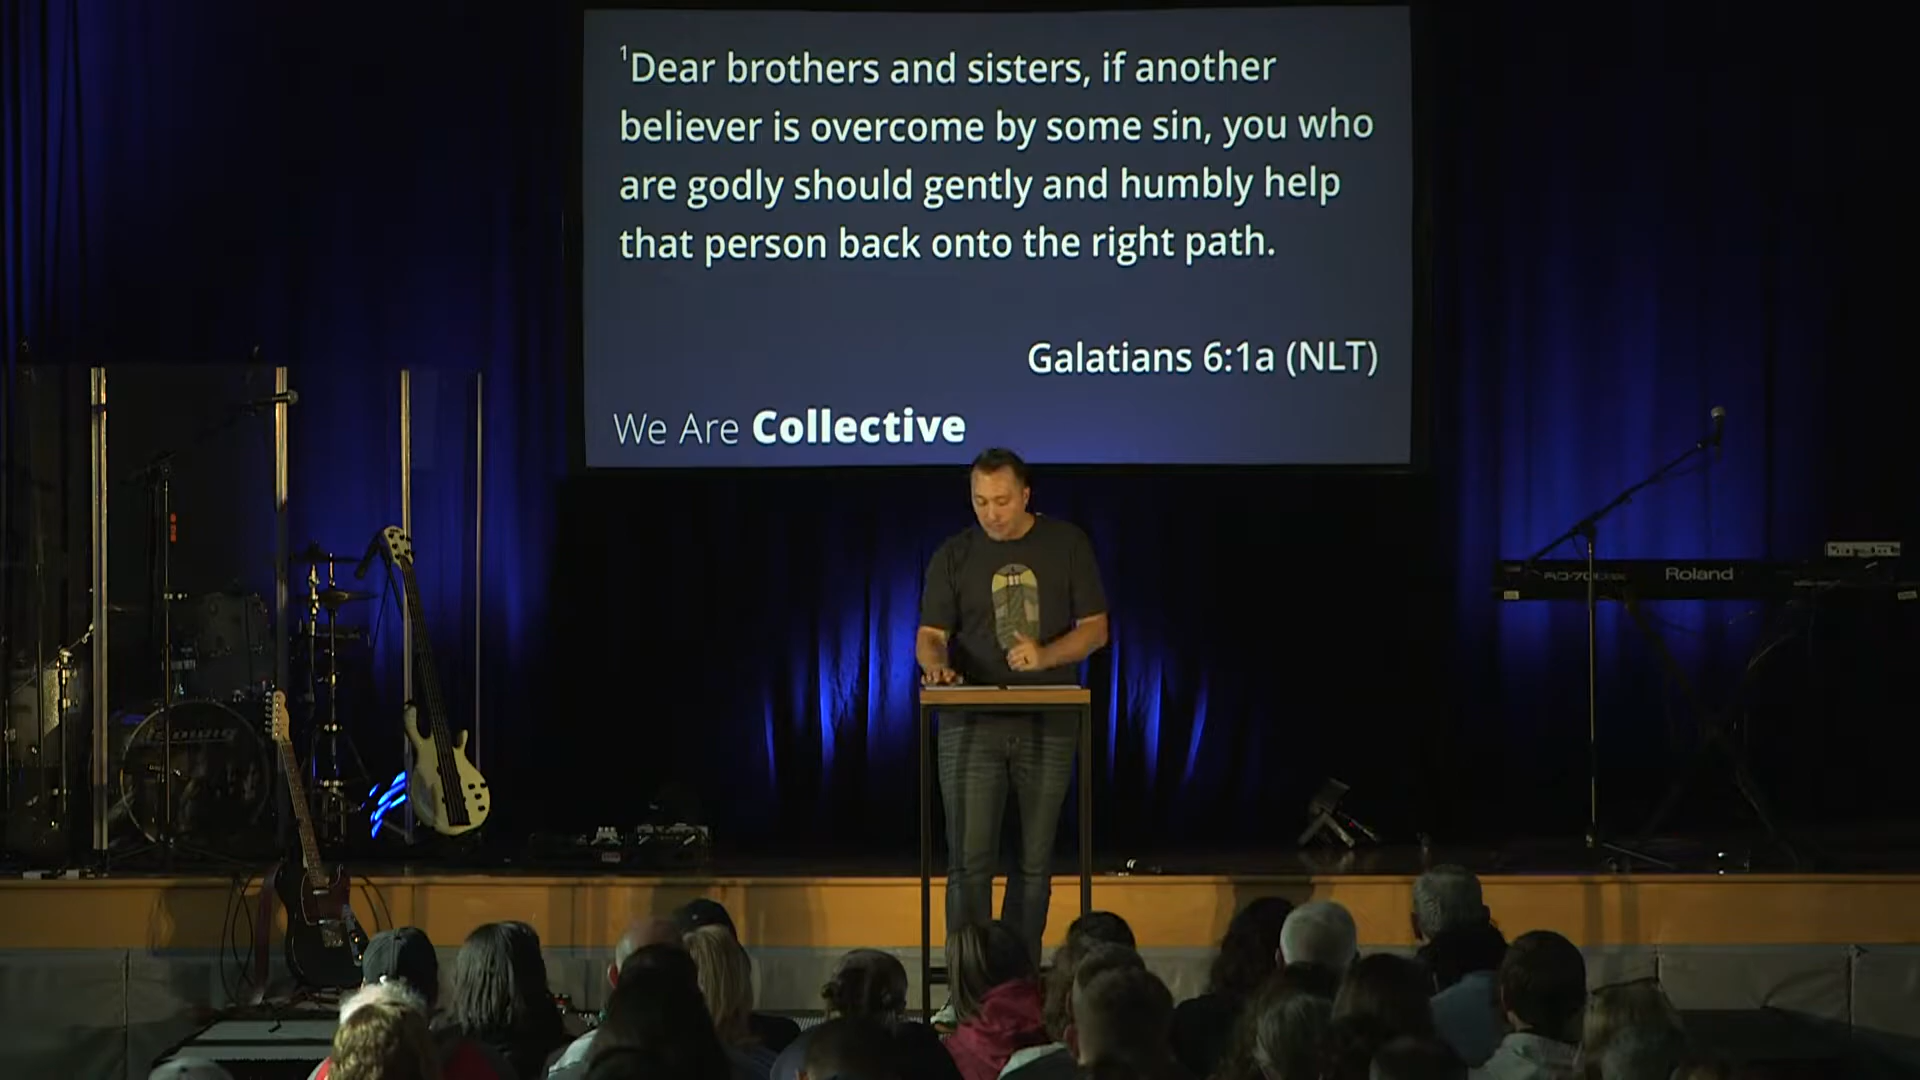 ¹Dear brothers and sisters, if another
believer is overcome by some sin, you who
are godly should gently and humbly help
that person back onto the right path.
Galatians 6:1a (NLT)
We Are Collective
Roland